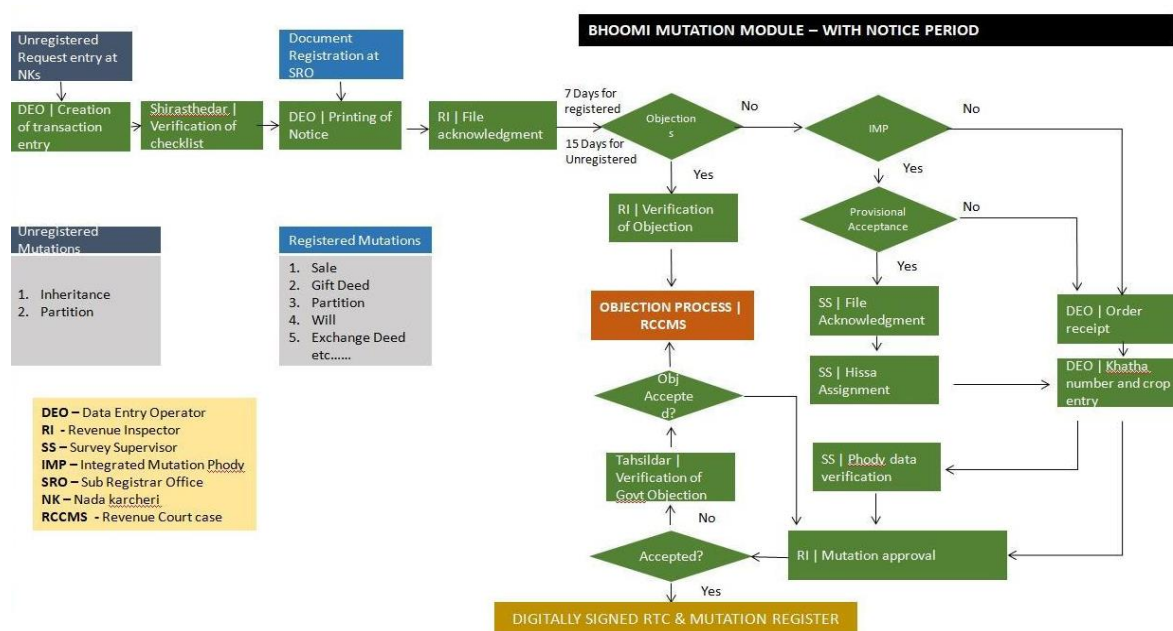 BHOOMI MUTATION MODULE – WITH NOTICE PERIOD
Unregistered
Request entry at
NKs
Document
Registration at
SRO
DEO | Creation
of transaction
entry
Shirasthedar |
Verification of
checklist
DEO | Printing of
Notice
RI | File
acknowledgment
7 Days for
registered
15 Days for
Unregistered
Objection
s
No
IMP
No
Yes
Yes
RI | Verification
of Objection
Provisional
Acceptance
No
Yes
Unregistered
Mutations
1. Inheritance
2. Partition
Registered Mutations
1. Sale
2. Gift Deed
3. Partition
4. Will
5. Exchange Deed
etc......
OBJECTION PROCESS |
RCCMS
SS | File
Acknowledgment
DEO | Order
receipt
SS | Hissa
Assignment
DEO | Khatha
number and crop
entry
Obj
Accepte
d?
DEO – Data Entry Operator
RI - Revenue Inspector
SS – Survey Supervisor
IMP – Integrated Mutation Phody
SRO – Sub Registrar Office
NK – Nada karcheri
RCCMS - Revenue Court case
Tahsildar |
Verification of
Govt Objection
SS | Phody data
verification
No
Accepted?
RI | Mutation approval
Yes
DIGITALLY SIGNED RTC & MUTATION REGISTER